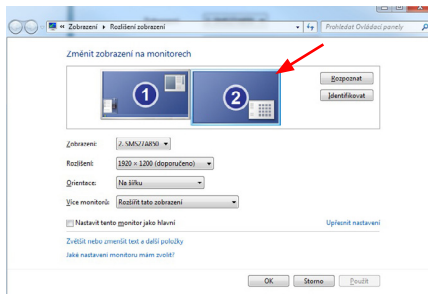 « Zobrazení ▸ Rozlišení zobrazení
Prohledat Ovládací panely
Změnit zobrazení na monitorech
1
2
Rozpoznat
Identifikovat
Zobrazení: 2. SMS27A850
Rozlišení: 1920 × 1200 (doporučeno)
Orientace: Na šířku
Více monitorů: Rozšířit tato zobrazení
Nastavit tento monitor jako hlavní
Upřesnit nastavení
Zvětšit nebo zmenšit text a další položky
Jaké nastavení monitoru mám zvolit?
OK Storno Použít